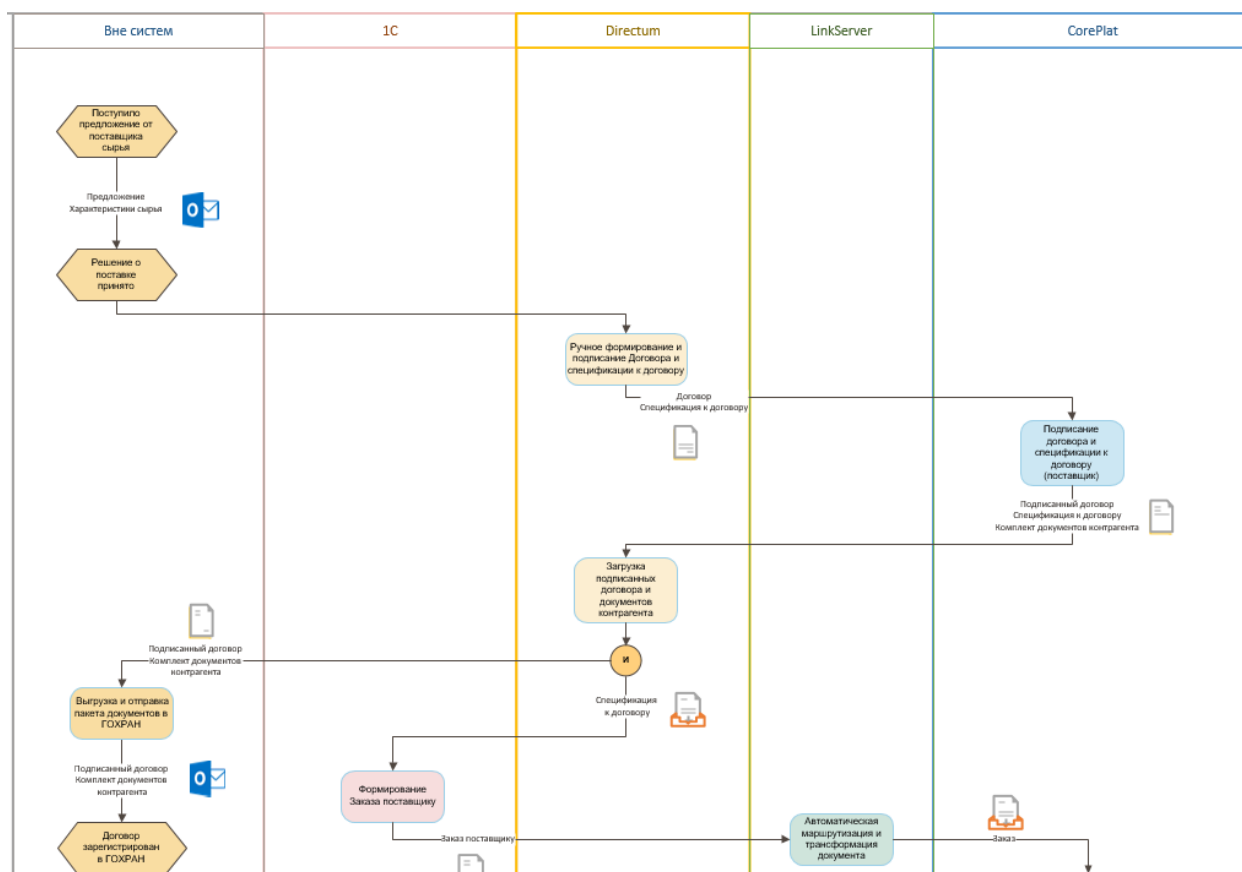 Вне систем
1С
Directum
LinkServer
CorePlat
Поступило
предложение от
поставщика
сырья
Предложение
Характеристики сырья
Решение о
поставке
принято
Ручное формирование и
подписание Договора и
спецификации к договору
Договор
Спецификация к договору
Подписание
договора и
спецификации к
договору
(поставщик)
Подписанный договор
Спецификация к договору
Комплект документов контрагента
Загрузка
подписанных
договора и
документов
контрагента
и
Подписанный договор
Комплект документов
контрагента
Спецификация
к договору
Выгрузка и отправка
пакета документов в
ГОХРАН
Подписанный договор
Комплект документов
контрагента
Формирование
Заказа поставщику
Заказ поставщику
Автоматическая
маршрутизация и
трансформация
документа
Заказ
Договор
зарегистрирован
в ГОХРАН